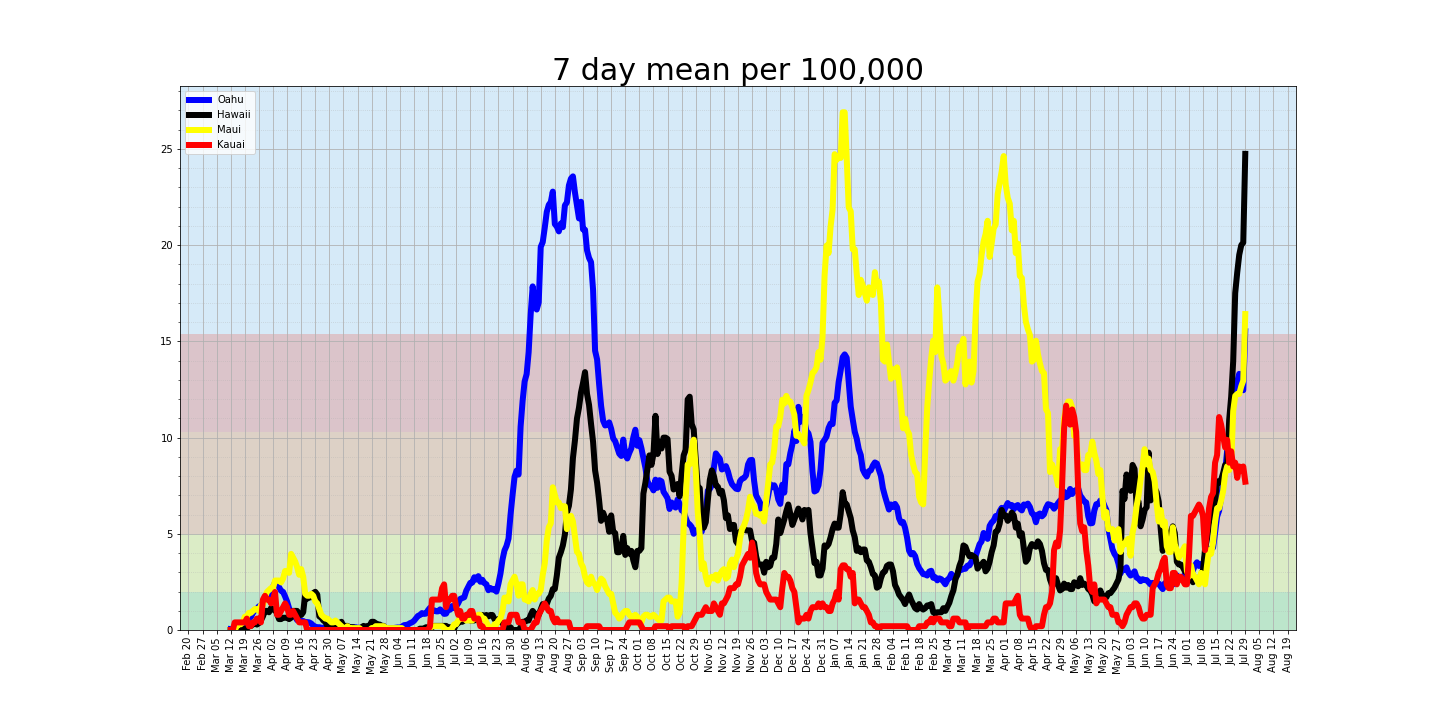 7 day mean per 100,000
Oahu
Hawaii
Maui
Kauai
25
20
15
10
5
0
Feb 20 Feb 27 Mar 05 Mar 12 Mar 19 Mar 26 Apr 02 Apr 09 Apr 16 Apr 23 Apr 30 May 07 May 14 May 21 May 28 Jun 04 Jun 11 Jun 18 Jun 25 Jul 02 Jul 09 Jul 16 Jul 23 Jul 30 Aug 06 Aug 13 Aug 20 Aug 27 Sep 03 Sep 10 Sep 17 Sep 24 Oct 01 Oct 08 Oct 15 Oct 22 Oct 29 Nov 05 Nov 12 Nov 19 Nov 26 Dec 03 Dec 10 Dec 17 Dec 24 Dec 31 Jan 07 Jan 14 Jan 21 Jan 28 Feb 04 Feb 11 Feb 18 Feb 25 Mar 04 Mar 11 Mar 18 Mar 25 Apr 01 Apr 08 Apr 15 Apr 22 Apr 29 May 06 May 13 May 20 May 27 Jun 03 Jun 10 Jun 17 Jun 24 Jul 01 Jul 08 Jul 15 Jul 22 Jul 29 Aug 05 Aug 12 Aug 19